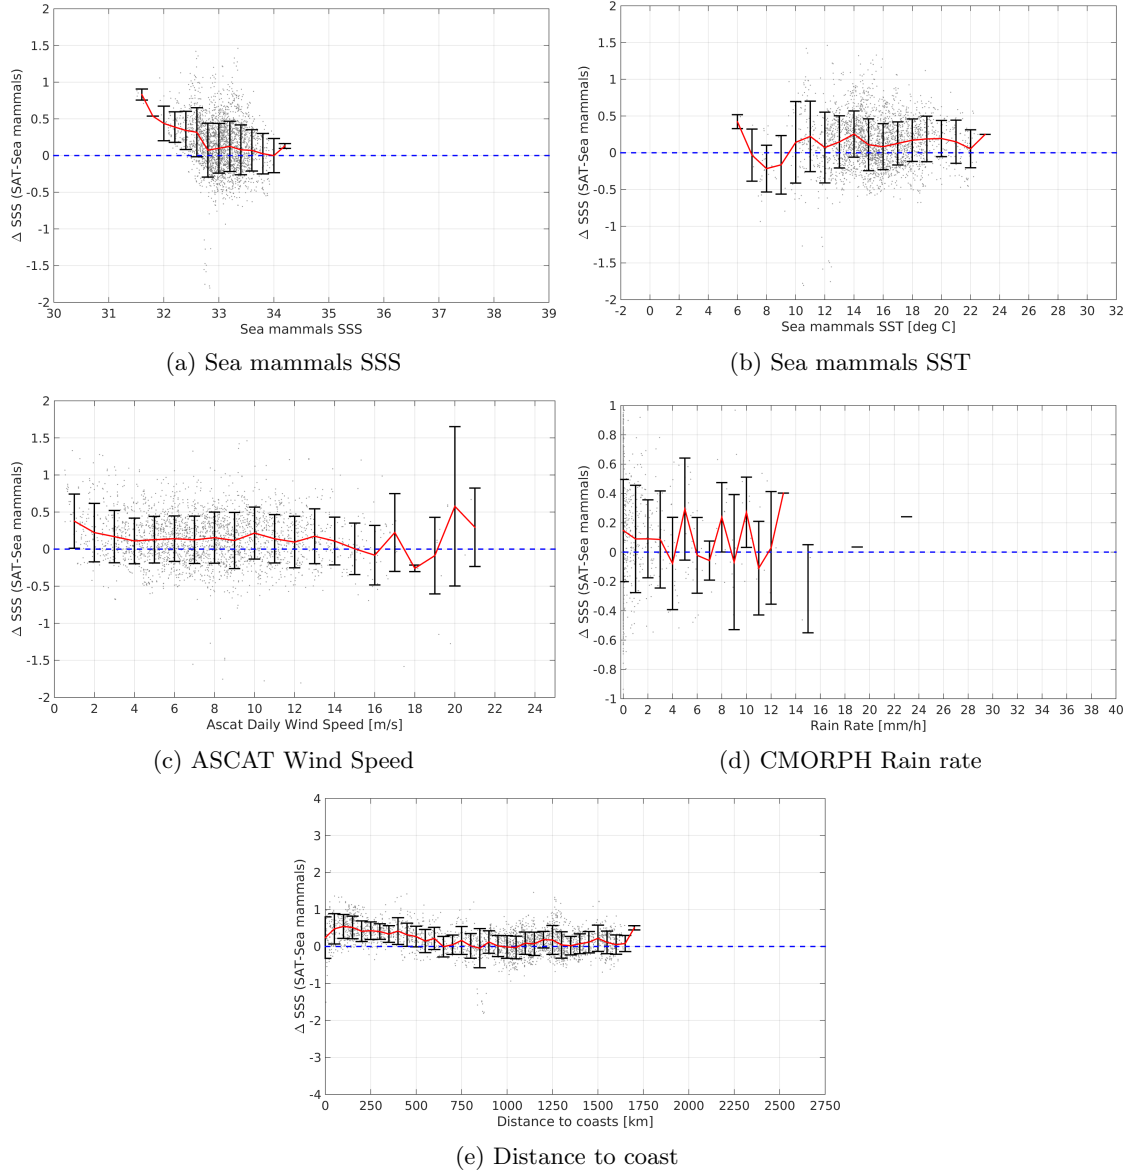 2
1.5
1
0.5
0
-0.5
-1
-1.5
-2
30 31 32 33 34 35 36 37 38 39
Δ SSS (SAT-Sea mammals)
Sea mammals SSS
(a) Sea mammals SSS
2
1.5
1
0.5
0
-0.5
-1
-1.5
-2
-2 0 2 4 6 8 10 12 14 16 18 20 22 24 26 28 30 32
Δ SSS (SAT-Sea mammals)
Sea mammals SST [deg C]
(b) Sea mammals SST
2
1.5
1
0.5
0
-0.5
-1
-1.5
-2
0 2 4 6 8 10 12 14 16 18 20 22 24
Δ SSS (SAT-Sea mammals)
Ascat Daily Wind Speed [m/s]
(c) ASCAT Wind Speed
1
0.8
0.6
0.4
0.2
0
-0.2
-0.4
-0.6
-0.8
-1
0 2 4 6 8 10 12 14 16 18 20 22 24 26 28 30 32 34 36 38 40
Δ SSS (SAT-Sea mammals)
Rain Rate [mm/h]
(d) CMORPH Rain rate
4
3
2
1
0
-1
-2
-3
-4
0 250 500 750 1000 1250 1500 1750 2000 2250 2500 2750
Δ SSS (SAT-Sea mammals)
Distance to coasts [km]
(e) Distance to coast